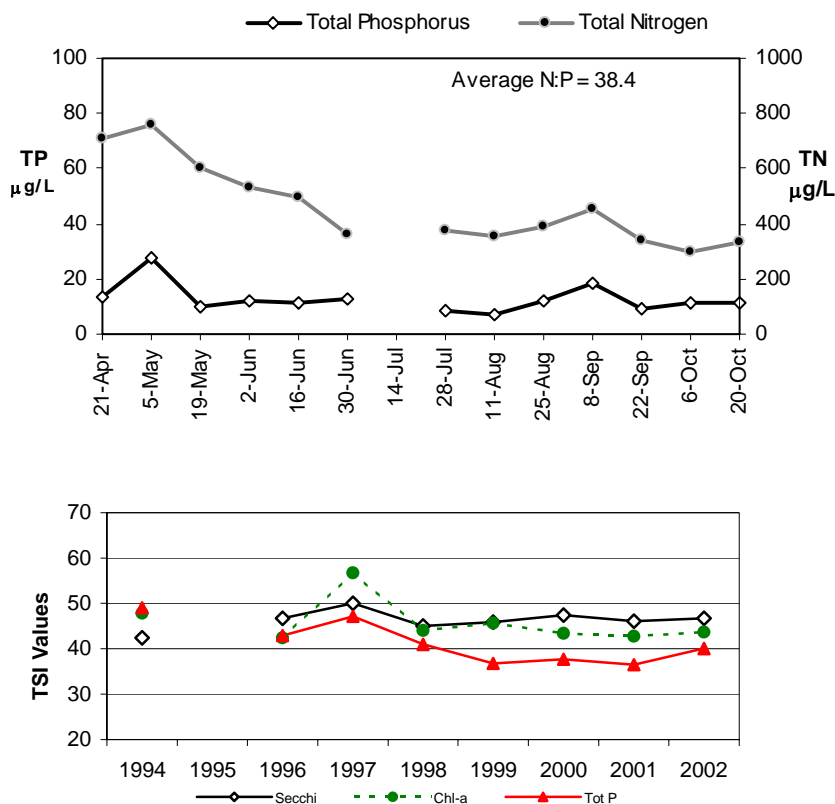 Total Phosphorus Total Nitrogen
100 1000
Average N:P = 38.4
80 800
TP TN
µg/L µg/L
60 600
40 400
20 200
0 0
21-Apr
5-May
19-May
2-Jun
16-Jun
30-Jun
14-Jul
28-Jul
11-Aug
25-Aug
8-Sep
22-Sep
6-Oct
20-Oct
70
60
50
TSI Values
40
30
20
1994 1995 1996 1997 1998 1999 2000 2001 2002
Secchi Chl-a Tot P